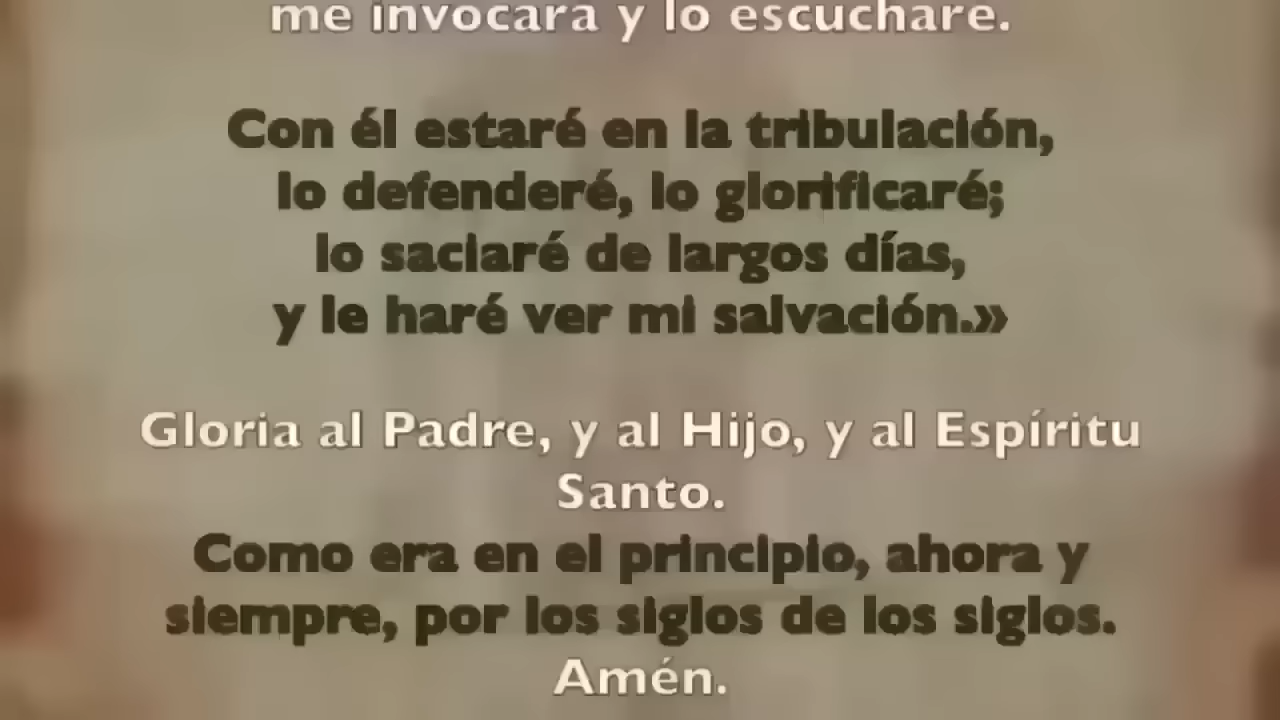 me invocara y lo escuchare.
Con él estaré en la tribulación,
lo defenderé, lo glorificaré;
lo saciaré de largos días,
y le haré ver mi salvación.»
Gloria al Padre, y al Hijo, y al Espíritu
Santo.
Como era en el principio, ahora y
siempre, por los siglos de los siglos.
Amén.